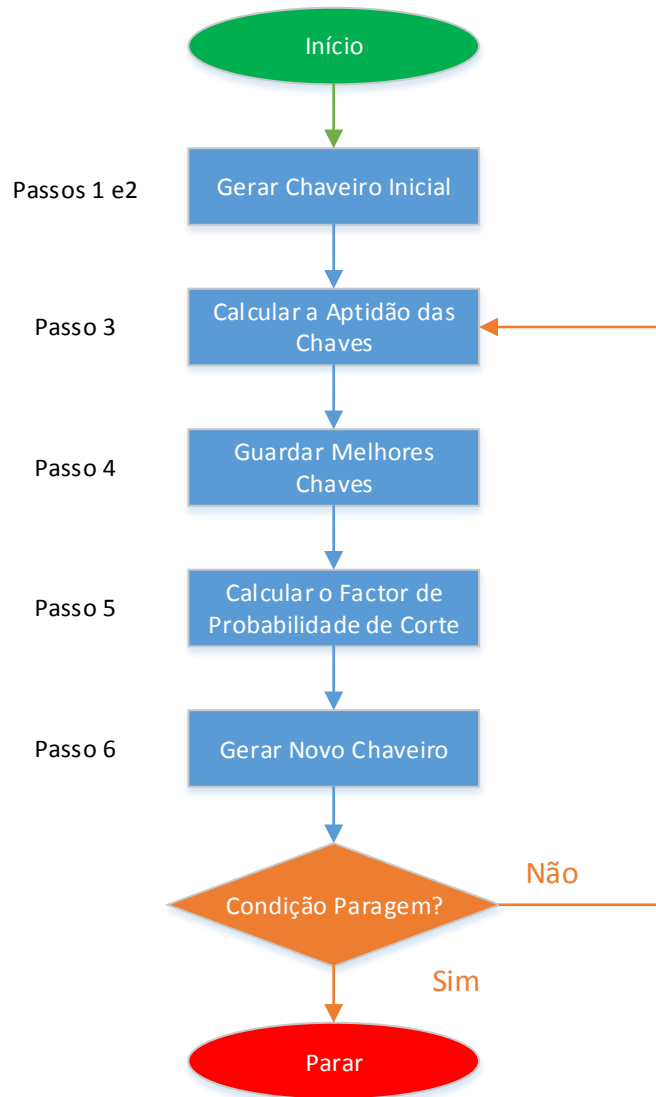 Início
Passos 1 e2
Gerar Chaveiro Inicial
Passo 3
Calcular a Aptidão das
Chaves
Passo 4
Guardar Melhores
Chaves
Passo 5
Calcular o Factor de
Probabilidade de Corte
Passo 6
Gerar Novo Chaveiro
Condição Paragem?
Não
Sim
Parar